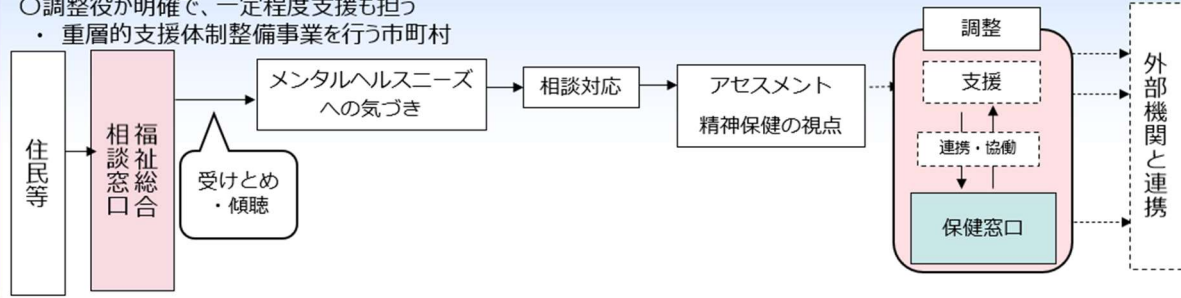 〇調整役が明確で、一定程度支援も担う
・ 重層的支援体制整備事業を行う市町村
住民等
福祉総合
相談窓口
受けとめ
・傾聴
メンタルヘルスニーズ
への気づき
相談対応
アセスメント
精神保健の視点
調整
支援
連携・協働
保健窓口
外部機関と連携